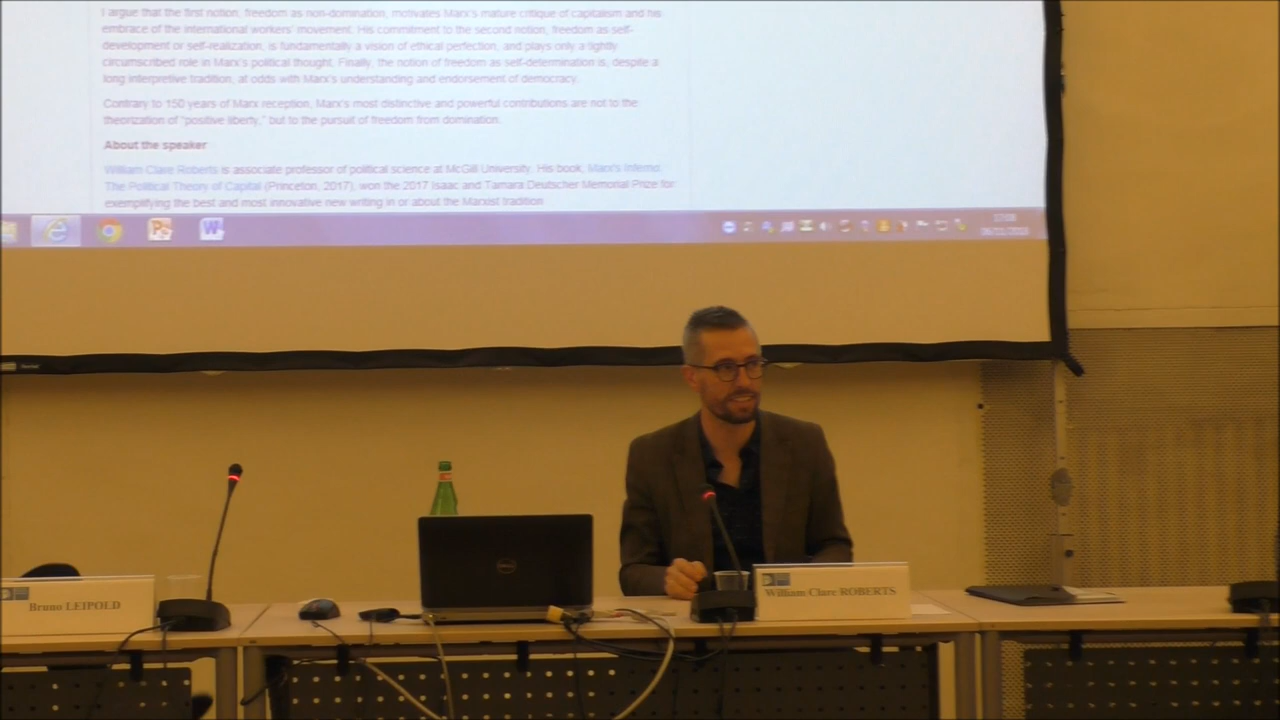 I argue that the first notion, freedom as non-domination, motivates Marx's mature critique of capitalism and his
embrace of the international workers' movement. His commitment to the second notion, freedom as self-
development or self-realization, is fundamentally a vision of ethical perfection, and plays only a tightly
circumscribed role in Marx's political thought. Finally, the notion of freedom as self-determination is, despite a
long interpretive tradition, at odds with Marx's understanding and endorsement of democracy.
Contrary to 150 years of Marx reception, Marx's most distinctive and powerful contributions are not to the
theorization of "positive liberty," but to the pursuit of freedom from domination.
About the speaker
William Clare Roberts is associate professor of political science at McGill University. His book, Marx's Inferno:
The Political Theory of Capital (Princeton, 2017), won the 2017 Isaac and Tamara Deutscher Memorial Prize for
exemplifying the best and most innovative new writing in or about the Marxist tradition
Bruno LEIPOLD
William Clare ROBERTS
DELL